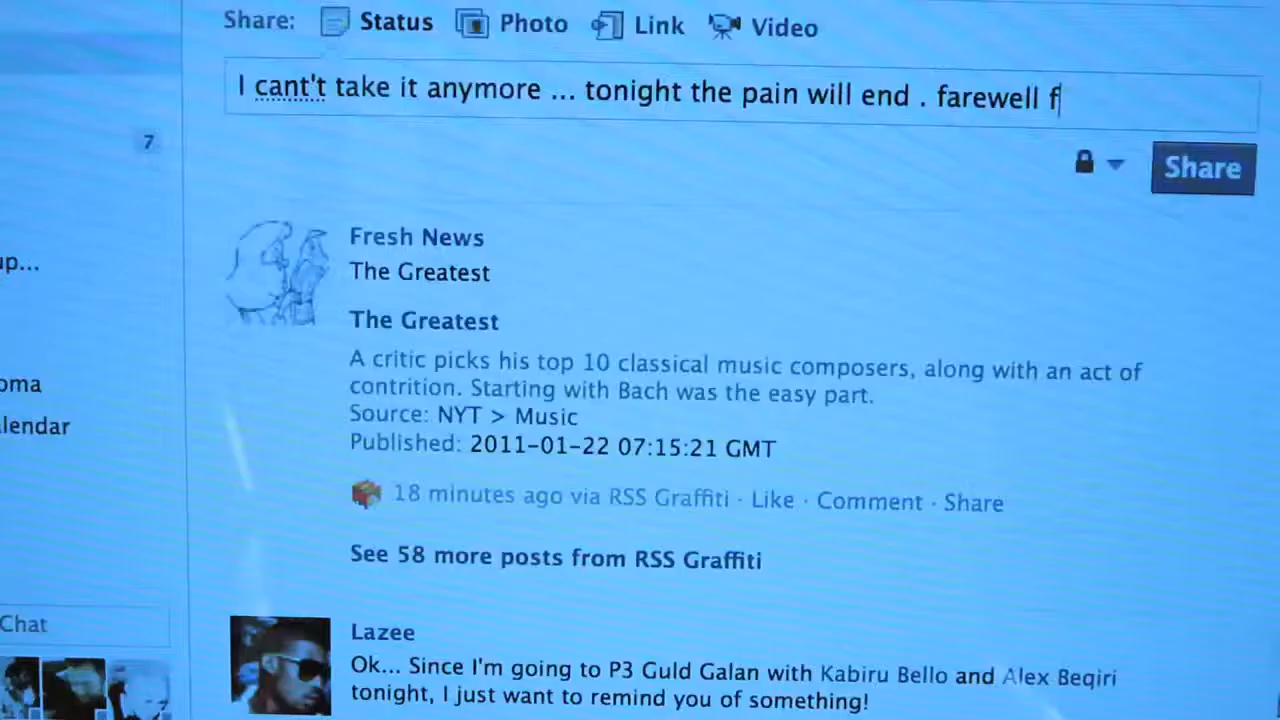 Share: Status Photo Link Video
I cant't take it anymore ... tonight the pain will end . farewell f
7
Share
Fresh News
The Greatest
up...
The Greatest
A critic picks his top 10 classical music composers, along with an act of
contrition. Starting with Bach was the easy part.
oma
Source: NYT > Music
lendar
Published: 2011-01-22 07:15:21 GMT
18 minutes ago via RSS Graffiti · Like · Comment · Share
See 58 more posts from RSS Graffiti
Chat
Lazee
Ok... Since I'm going to P3 Guld Galan with Kabiru Bello and Alex Beqiri
tonight, I just want to remind you of something!